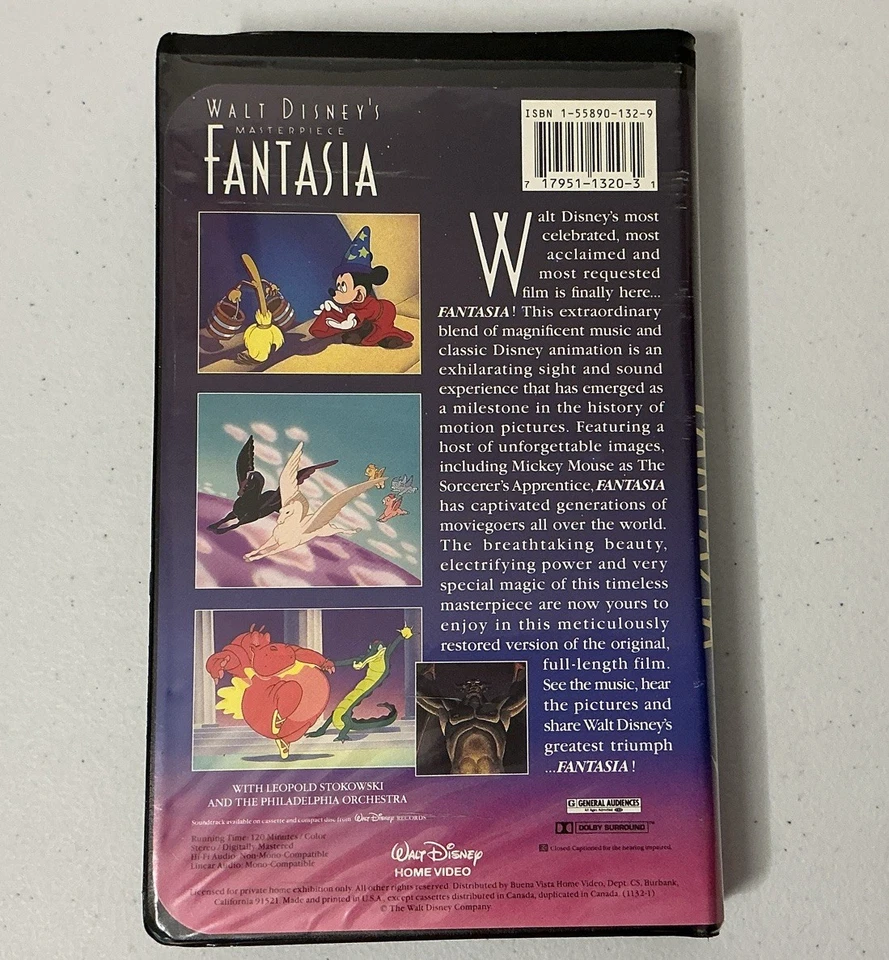 WALT DISNEY'S
MASTERPIECE
FANTASIA
ISBN 1-55890-132-9
7 17951-1320-3 1
Walt Disney's most
celebrated, most
acclaimed and
most requested
film is finally here...
FANTASIA! This extraordinary
blend of magnificent music and
classic Disney animation is an
exhilarating sight and sound
experience that has emerged as
a milestone in the history of
motion pictures. Featuring a
host of unforgettable images,
including Mickey Mouse as The
Sorcerer's Apprentice, FANTASIA
has captivated generations of
moviegoers all over the world.
The breathtaking beauty,
electrifying power and very
special magic of this timeless
masterpiece are now yours to
enjoy in this meticulously
restored version of the original,
full-length film.
See the music, hear
the pictures and
share Walt Disney's
greatest triumph
...FANTASIA!
WITH LEOPOLD STOKOWSKI
AND THE PHILADELPHIA ORCHESTRA
Soundtrack available on cassette and compact disc from Walt Disney RECORDS
Running Time: 120 Minutes / Color
Stereo / Digitally Mastered
Hi-Fi Audio: Non-Mono-Compatible
Linear Audio: Mono-Compatible
G GENERAL AUDIENCES
All Ages Admitted
DOLBY SURROUND
Closed Captioned for the hearing impaired.
WALT DISNEY
HOME VIDEO
Licensed for private home exhibition only. All other rights reserved. Distributed by Buena Vista Home Video, Dept. CS, Burbank,
California 91521. Made and printed in U.S.A., except cassettes distributed in Canada, duplicated in Canada. (1132-1)
© The Walt Disney Company